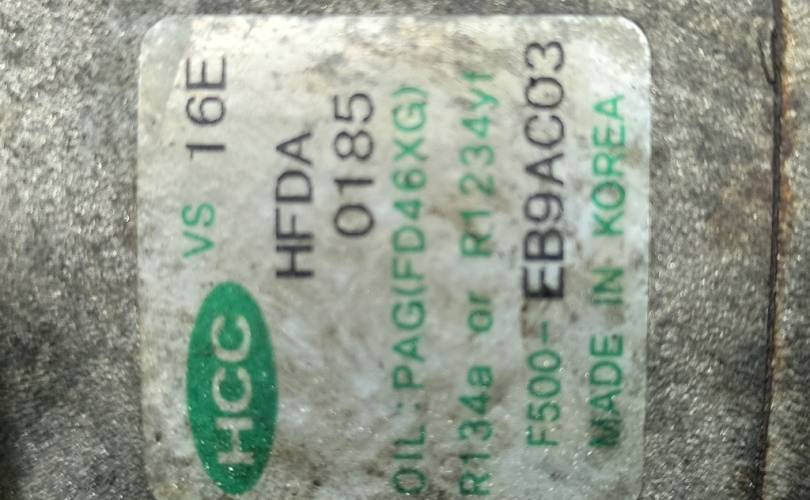 HCC VS 16E
HFDA
0185
OIL:PAG(FD46XG)
R134a or R1234yf
F500-EB9AC03
MADE IN KOREA